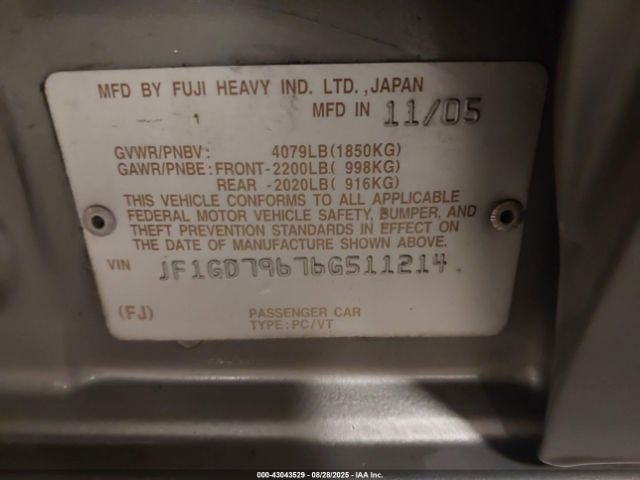 MFD BY FUJI HEAVY IND. LTD.,JAPAN
MFD IN 11/05
GVWR/PNBV: 4079LB(1850KG)
GAWR/PNBE: FRONT-2200LB( 998KG)
REAR -2020LB( 916KG)
THIS VEHICLE CONFORMS TO ALL APPLICABLE
FEDERAL MOTOR VEHICLE SAFETY, BUMPER, AND
THEFT PREVENTION STANDARDS IN EFFECT ON
THE DATE OF MANUFACTURE SHOWN ABOVE.
VIN JF1GD79676G511214
(FJ) PASSENGER CAR
TYPE:PC/VT
000-43043529 - 08/28/2025 - IAA Inc.